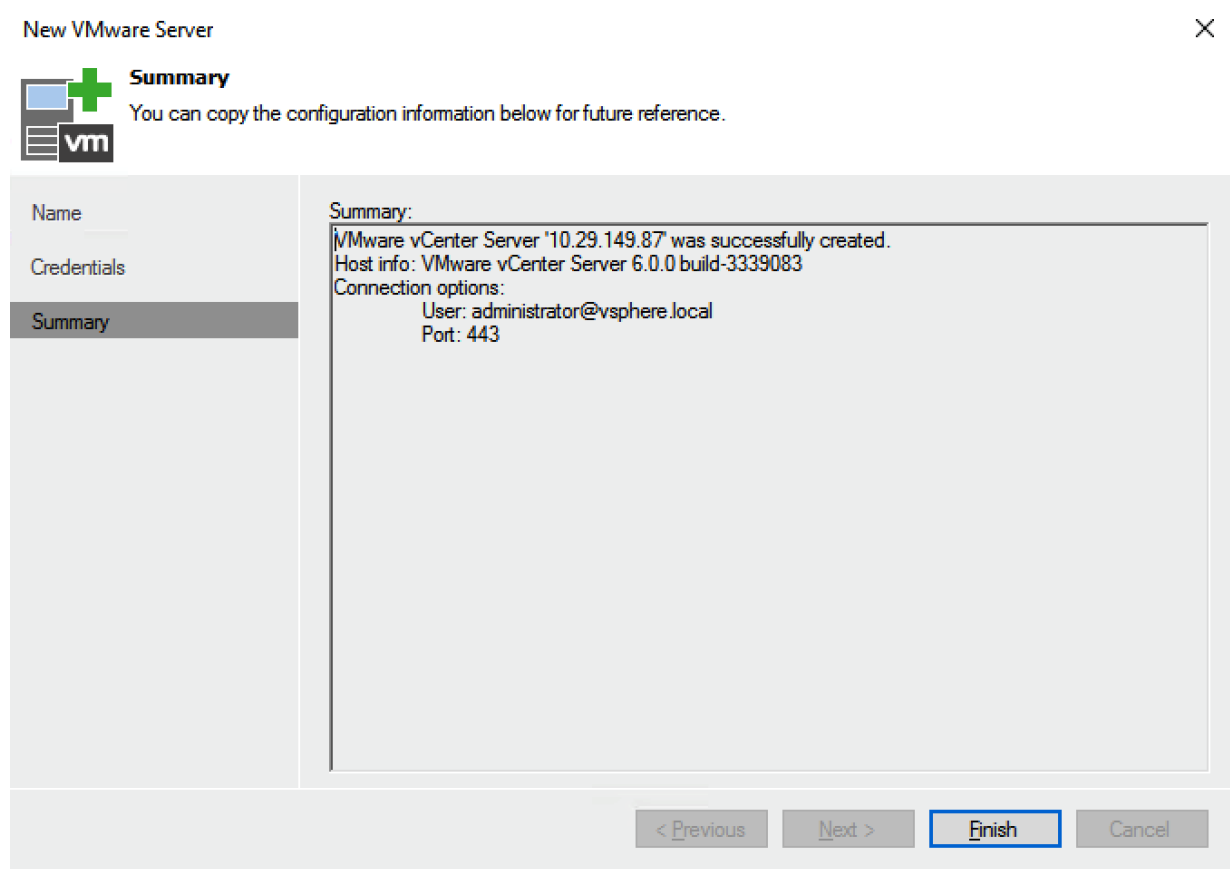 New VMware Server
Summary
You can copy the configuration information below for future reference.
vm
Name
Credentials
Summary
Summary:
VMware vCenter Server '10.29.149.87' was successfully created.
Host info: VMware vCenter Server 6.0.0 build-3339083
Connection options:
User: administrator@vsphere.local
Port: 443
< Previous
Next >
Finish
Cancel